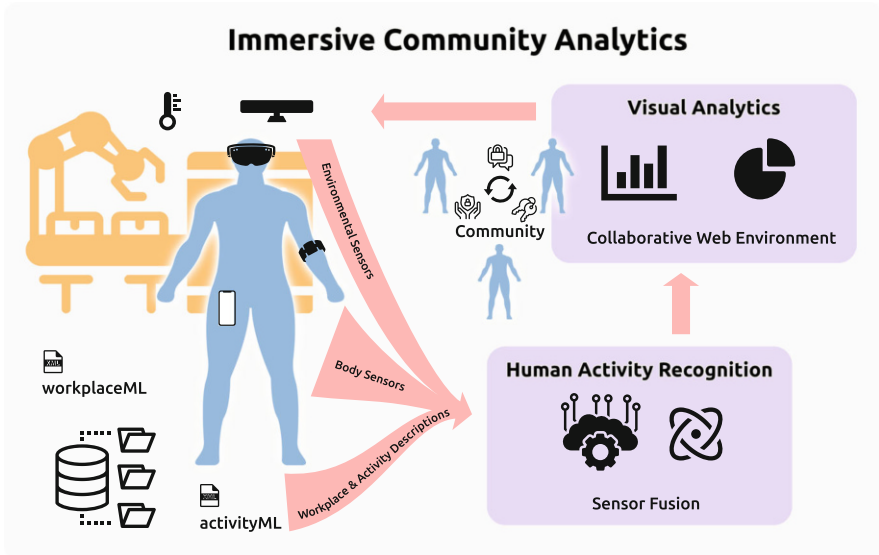 Immersive Community Analytics
Visual Analytics
Collaborative Web Environment
Environmental Sensors
Community
Body Sensors
workplaceML
Human Activity Recognition
Workplace & Activity Descriptions
Sensor Fusion
activityML